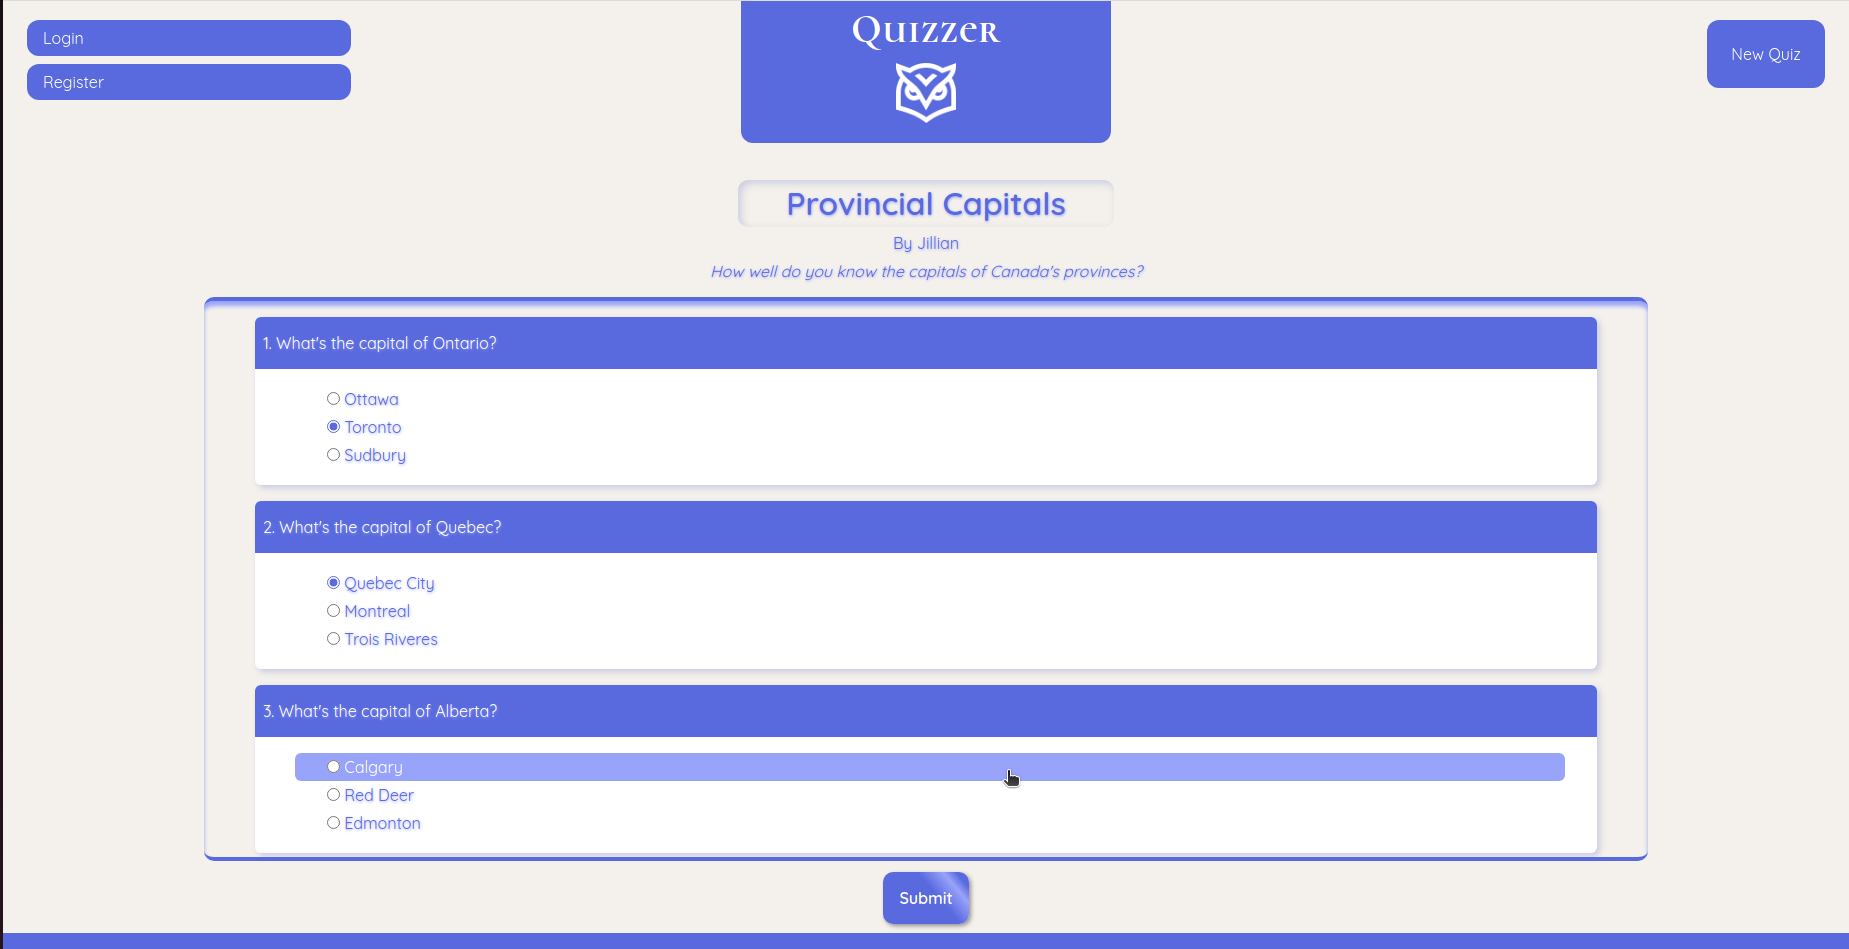 Login
Register
Quizzer
New Quiz
Provincial Capitals
By Jillian
How well do you know the capitals of Canada's provinces?
1. What's the capital of Ontario?
Ottawa
Toronto
Sudbury
2. What's the capital of Quebec?
Quebec City
Montreal
Trois Riveres
3. What's the capital of Alberta?
Calgary
Red Deer
Edmonton
Submit